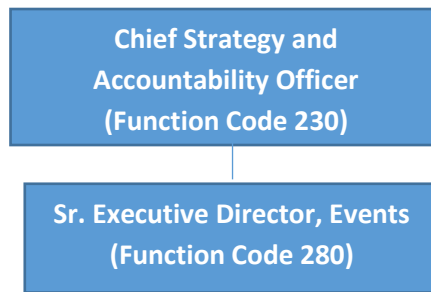 Chief Strategy and
Accountability Officer
(Function Code 230)
Sr. Executive Director, Events
(Function Code 280)